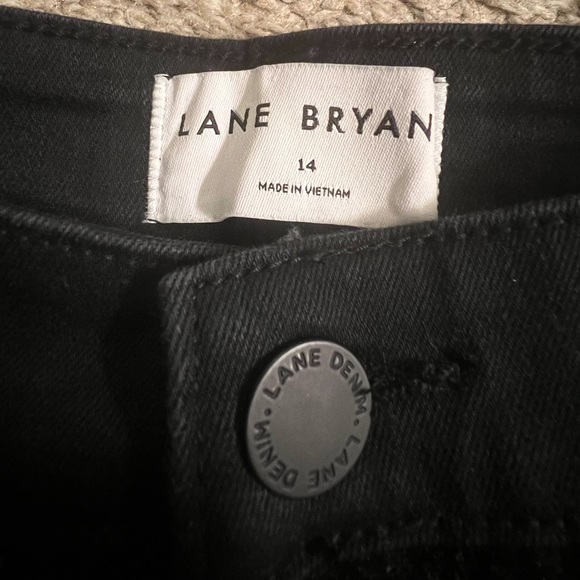 LANE BRYAN
14
MADE IN VIETNAM
LANE DENIM • LANE DENIM •